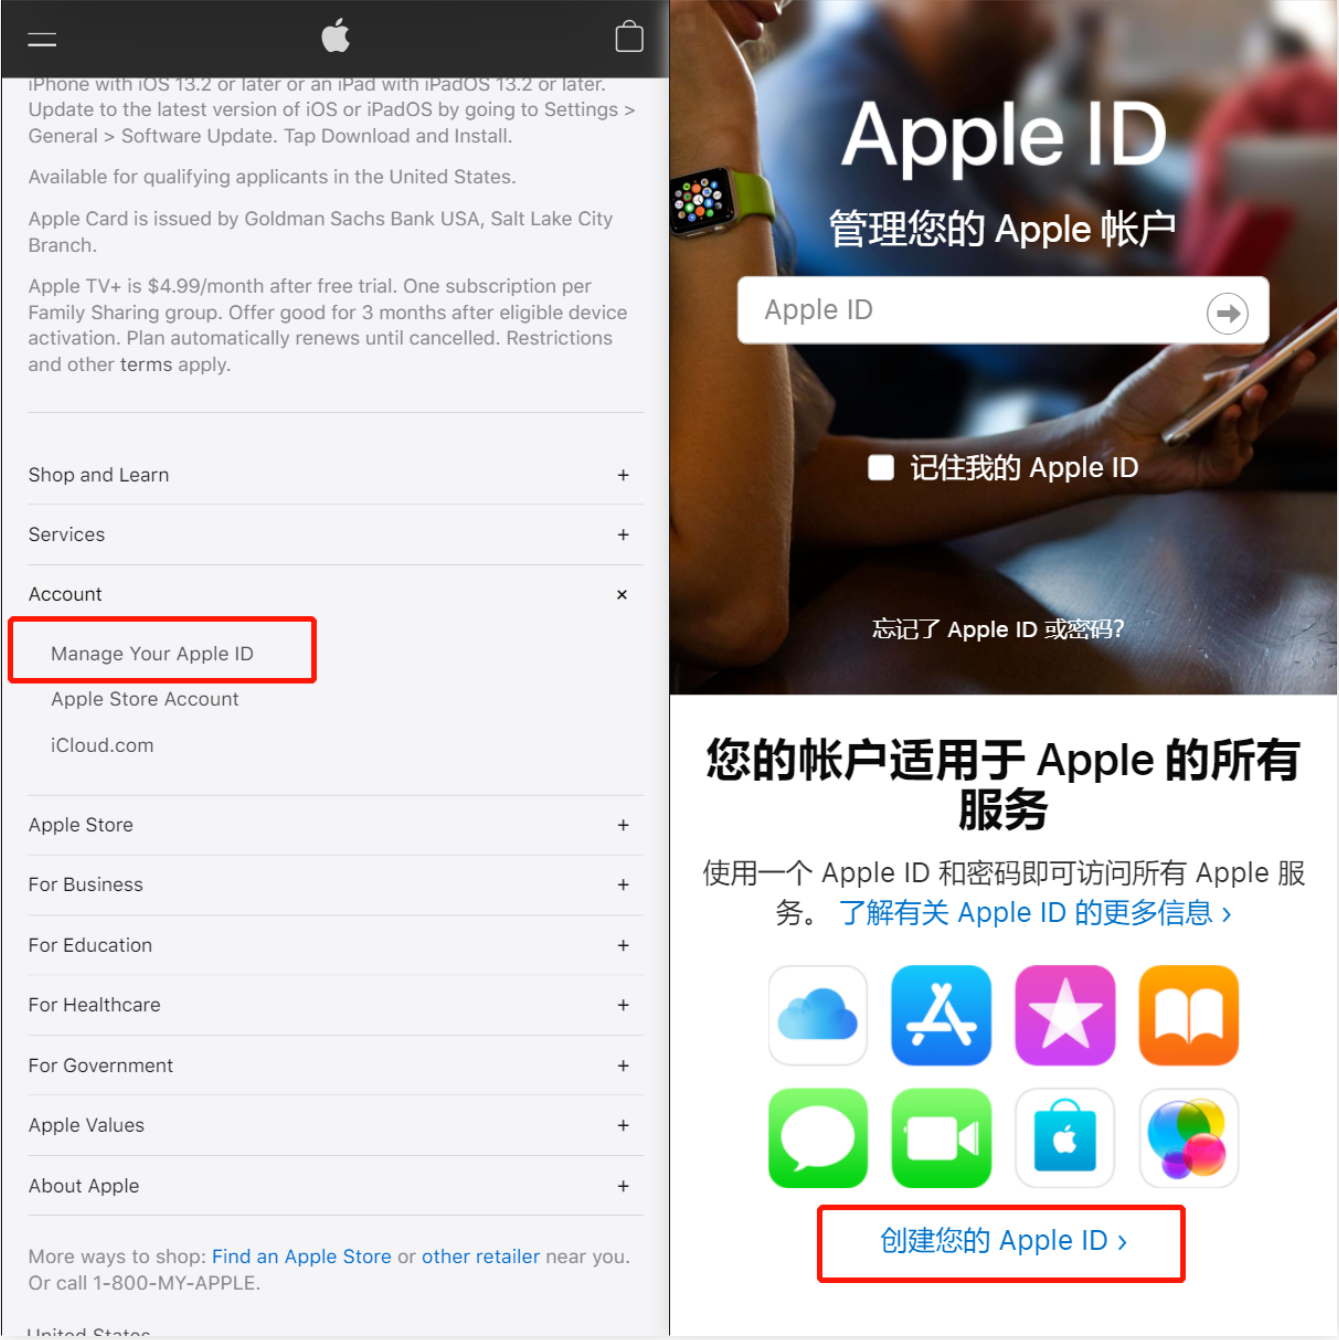 iPhone with iOS 13.2 or later or an iPad with iPadOS 13.2 or later.
Update to the latest version of iOS or iPadOS by going to Settings >
General > Software Update. Tap Download and Install.
Available for qualifying applicants in the United States.
Apple Card is issued by Goldman Sachs Bank USA, Salt Lake City
Branch.
Apple TV+ is $4.99/month after free trial. One subscription per
Family Sharing group. Offer good for 3 months after eligible device
activation. Plan automatically renews until cancelled. Restrictions
and other terms apply.
Shop and Learn +
Services +
Account ×
Manage Your Apple ID
Apple Store Account
iCloud.com
Apple Store +
For Business +
For Education +
For Healthcare +
For Government +
Apple Values +
About Apple +
More ways to shop: Find an Apple Store or other retailer near you.
Or call 1-800-MY-APPLE.
United States
Apple ID
管理您的 Apple 帐户
Apple ID
记住我的 Apple ID
忘记了 Apple ID 或密码?
您的帐户适用于 Apple 的所有
服务
使用一个 Apple ID 和密码即可访问所有 Apple 服
务。 了解有关 Apple ID 的更多信息 ›
创建您的 Apple ID ›